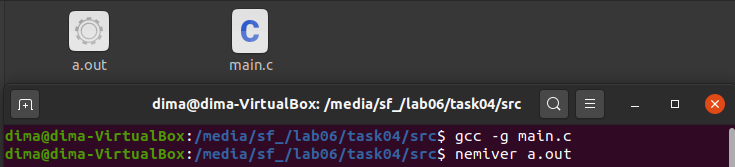 a.out
main.c
dima@dima-VirtualBox: /media/sf_/lab06/task04/src
dima@dima-VirtualBox:/media/sf_/lab06/task04/src$ gcc -g main.c
dima@dima-VirtualBox:/media/sf_/lab06/task04/src$ nemiver a.out